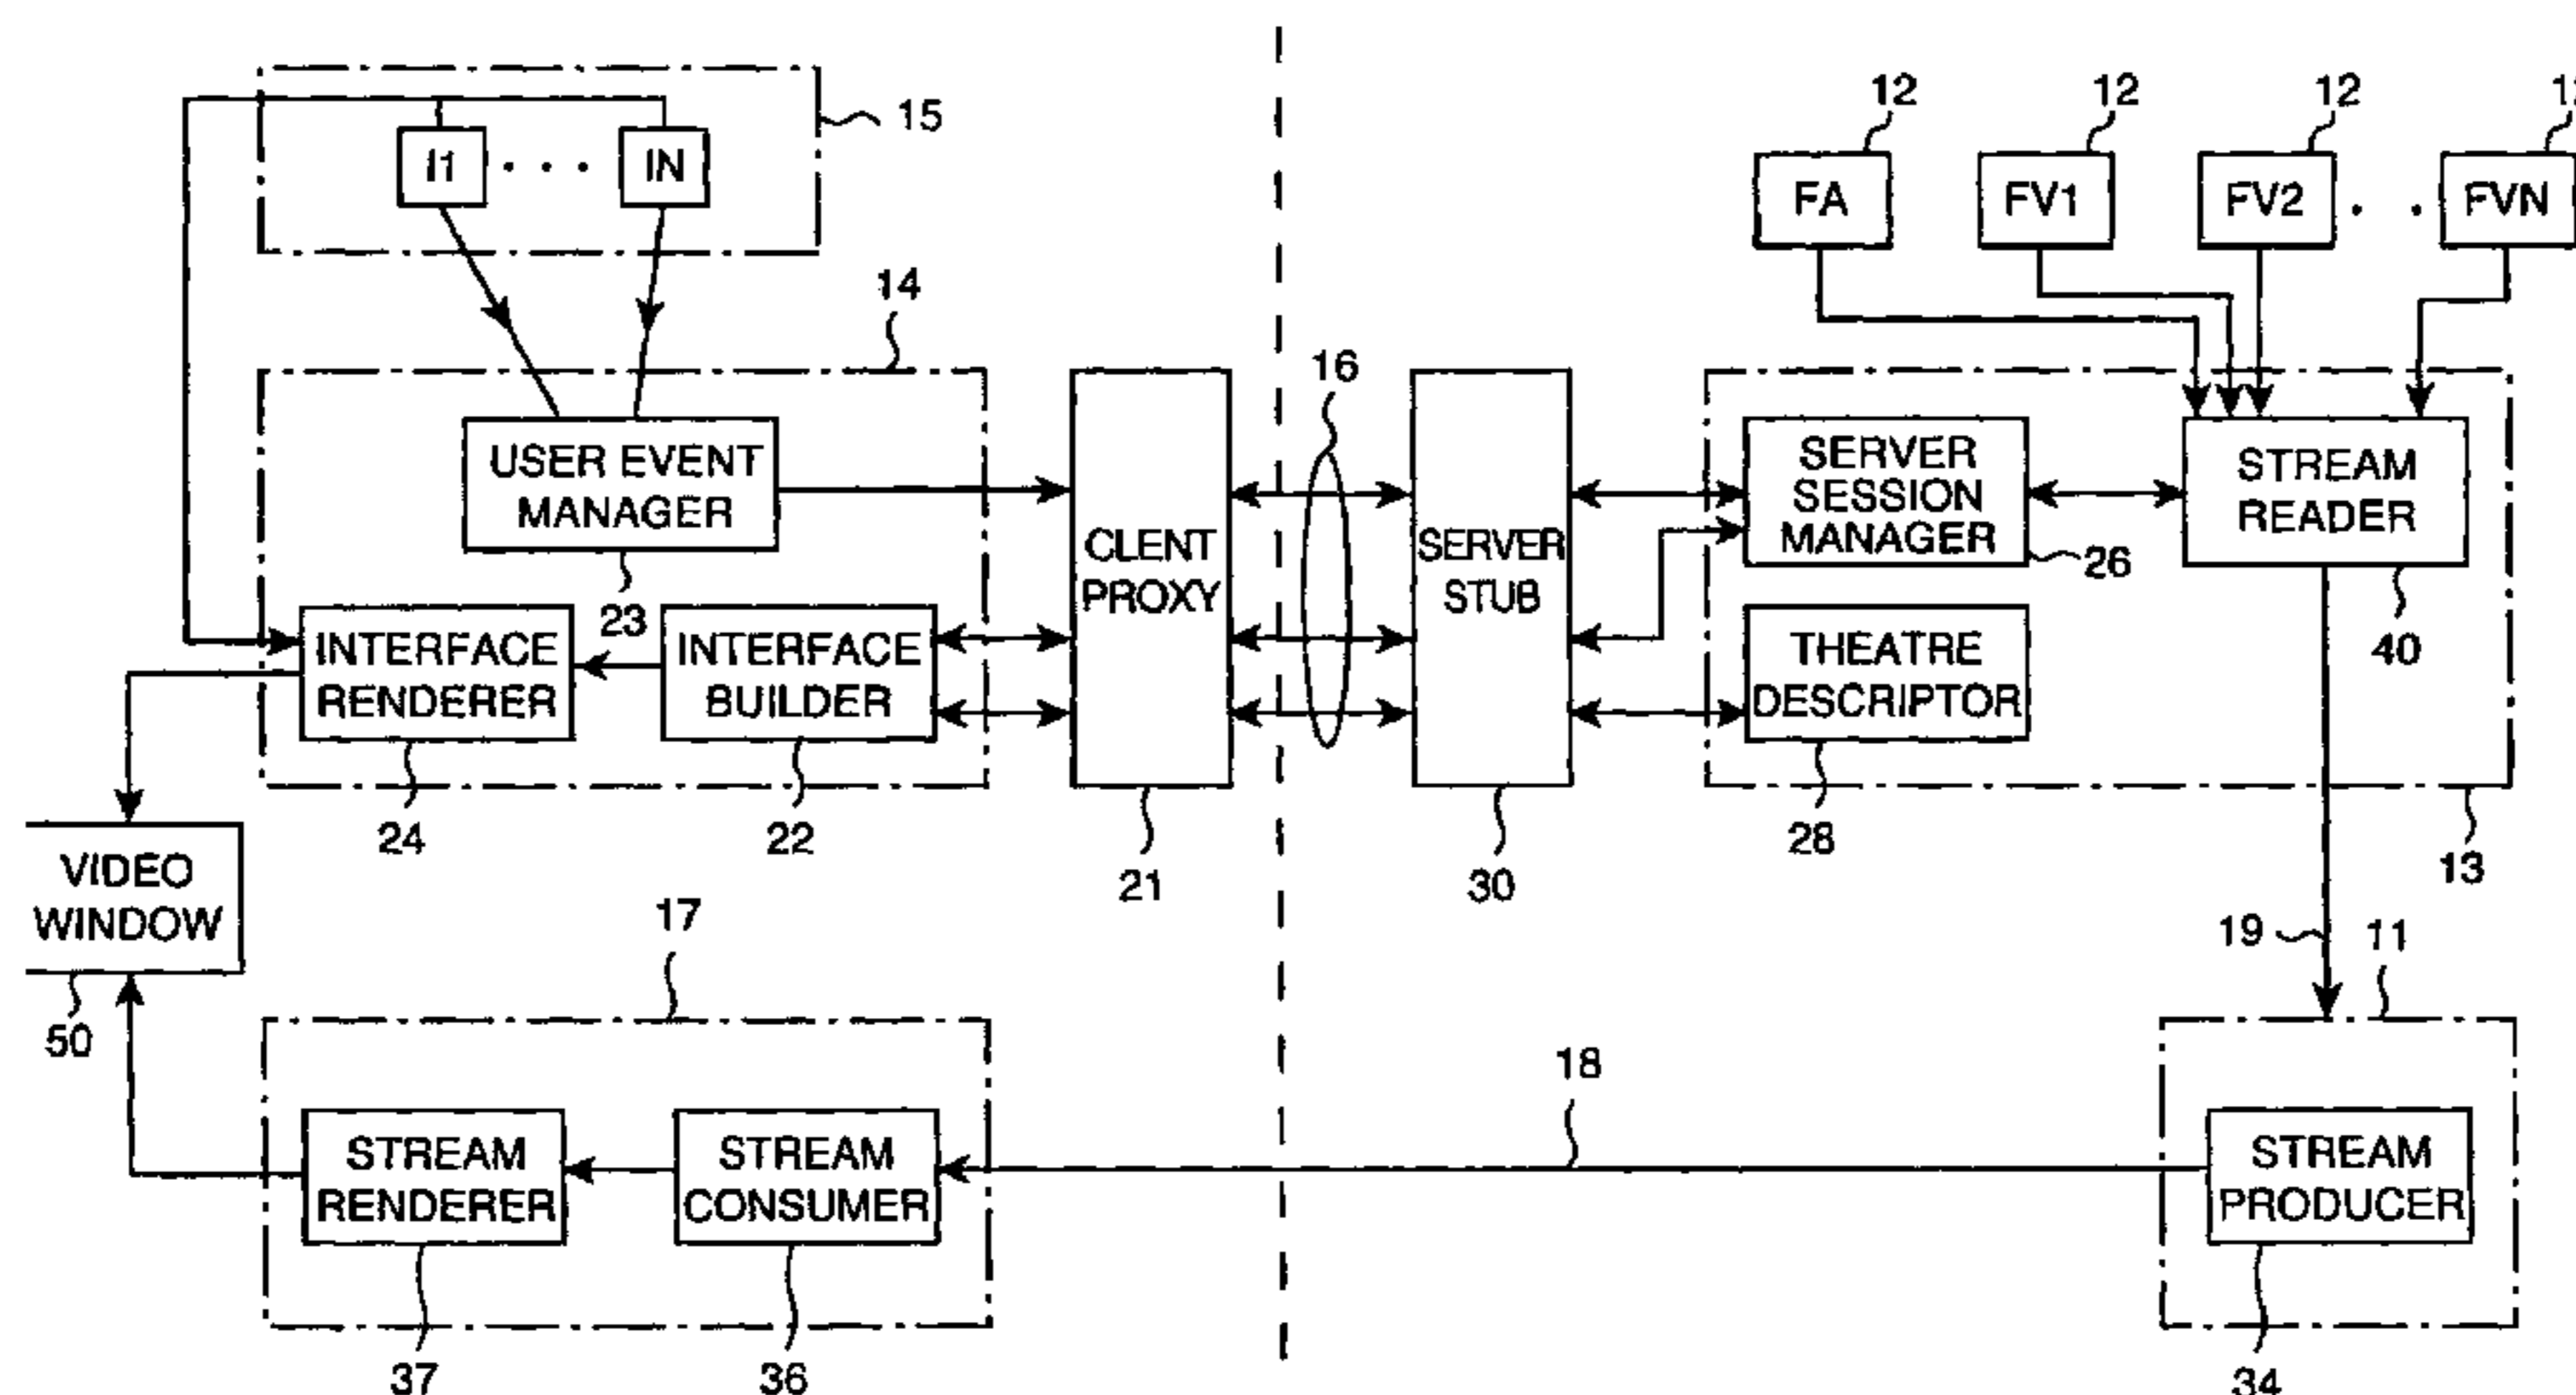 15
I1 . . . IN
12
12
12
12
FA
FV1
FV2 . . FVN
14
16
USER EVENT
MANAGER
23
CLENT
PROXY
21
SERVER
STUB
30
SERVER
SESSION
MANAGER
26
STREAM
READER
40
INTERFACE
RENDERER
24
INTERFACE
BUILDER
22
THEATRE
DESCRIPTOR
28
13
VIDEO
WINDOW
50
17
19
11
18
STREAM
RENDERER
37
STREAM
CONSUMER
36
STREAM
PRODUCER
34